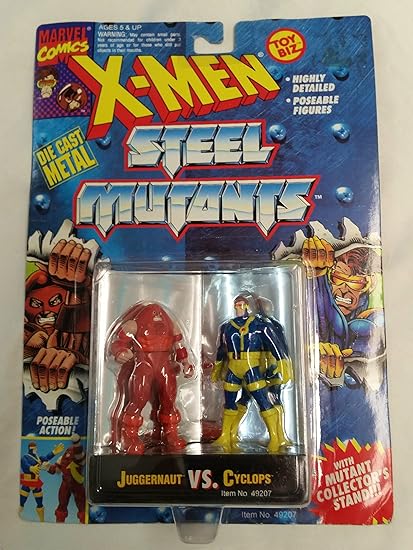 MARVEL
COMICS
AGES 5 & UP
WARNING: May contain small parts.
Not recommended for children under 3
years of age or for those who still put
objects in their mouths.
X-MEN®
TOY
BIZ®
• HIGHLY
DETAILED
• POSEABLE
FIGURES
DIE CAST
METAL
STEEL
MUTANTS™
POSEABLE
ACTION!
JUGGERNAUT VS. CYCLOPS
Item No. 49207
WITH
MUTANT
COLLECTOR'S
STAND!!!
Item No. 49207